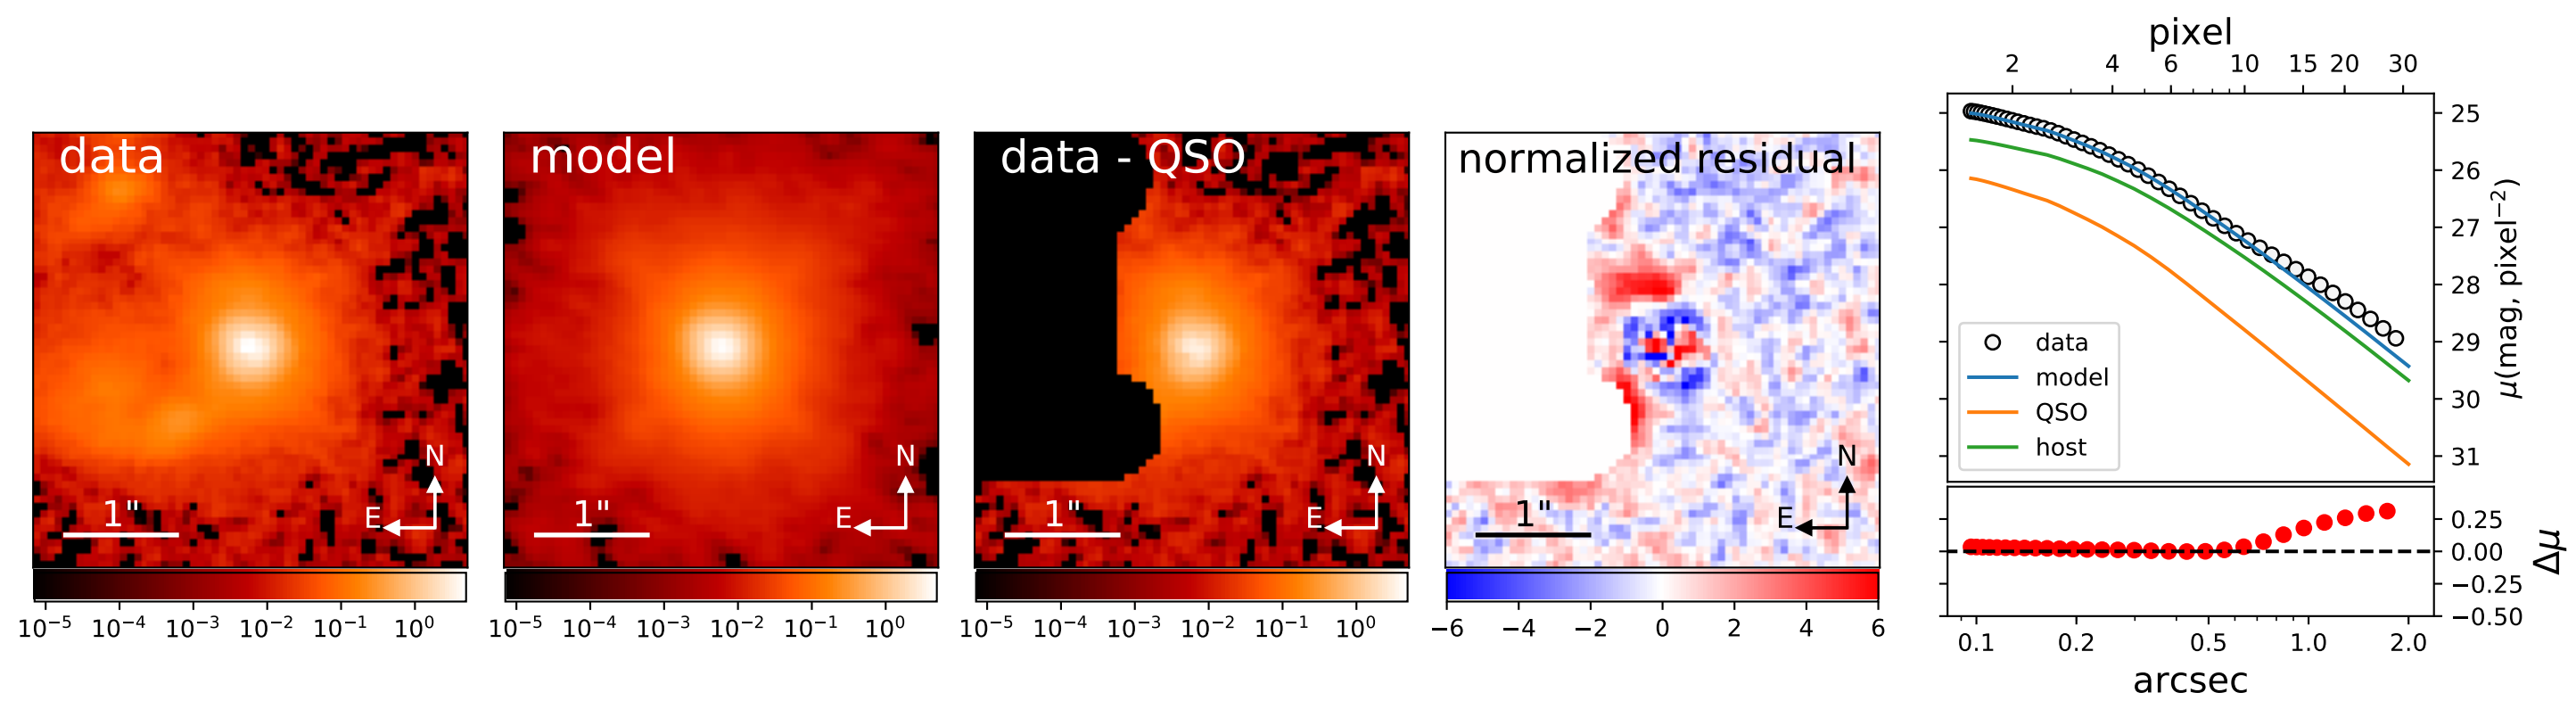 data
N
E
1"
10⁻⁵ 10⁻⁴ 10⁻³ 10⁻² 10⁻¹ 10⁰
model
N
E
1"
10⁻⁵ 10⁻⁴ 10⁻³ 10⁻² 10⁻¹ 10⁰
data - QSO
N
E
1"
10⁻⁵ 10⁻⁴ 10⁻³ 10⁻² 10⁻¹ 10⁰
normalized residual
N
E
1"
−6 −4 −2 0 2 4 6
pixel
2 4 6 10 15 20 30
25
26
27
28
29
30
31
μ(mag, pixel⁻²)
data
model
QSO
host
0.25
0.00
−0.25
−0.50
Δμ
0.1 0.2 0.5 1.0 2.0
arcsec